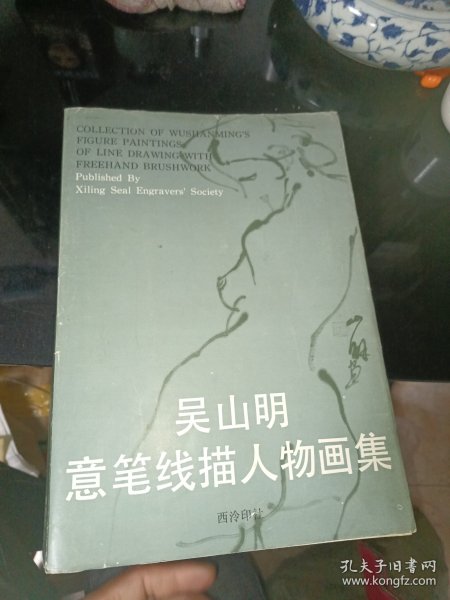 COLLECTION OF WUSHANMING'S
FIGURE PAINTINGS
OF LINE DRAWING WITH
FREEHAND BRUSHWORK
Published By
Xiling Seal Engravers' Society
吴山明
意笔线描人物画集
西泠印社
孔夫子旧书网
www.kongfz.com